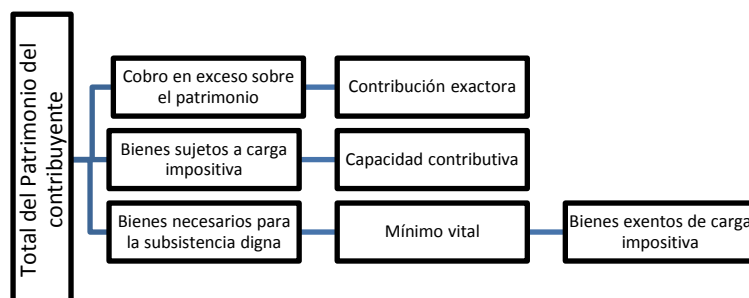 Total del Patrimonio del
contribuyente
Cobro en exceso sobre
el patrimonio
Contribución exactora
Bienes sujetos a carga
impositiva
Capacidad contributiva
Bienes necesarios para
la subsistencia digna
Mínimo vital
Bienes exentos de carga
impositiva